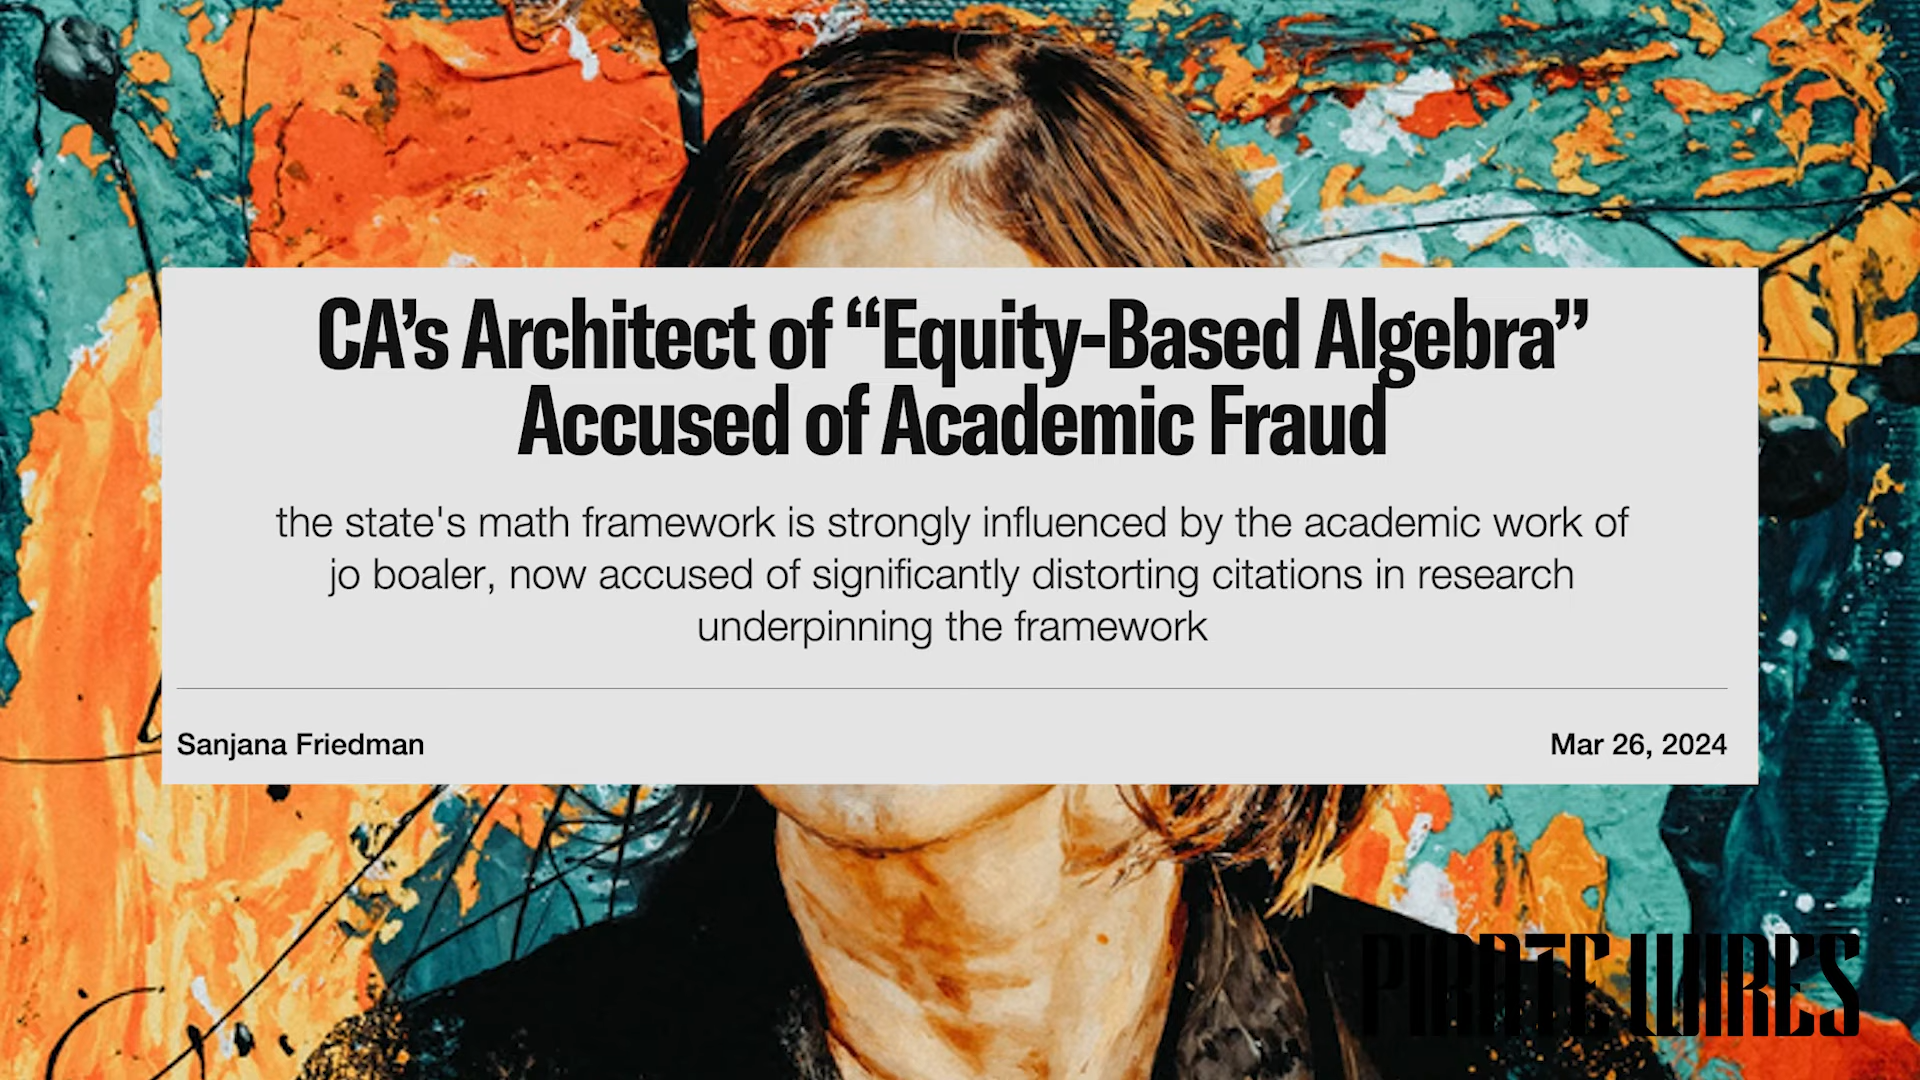 CA’s Architect of “Equity-Based Algebra”
Accused of Academic Fraud
the state's math framework is strongly influenced by the academic work of
jo boaler, now accused of significantly distorting citations in research
underpinning the framework
Sanjana Friedman
Mar 26, 2024
PIRATE WIRES